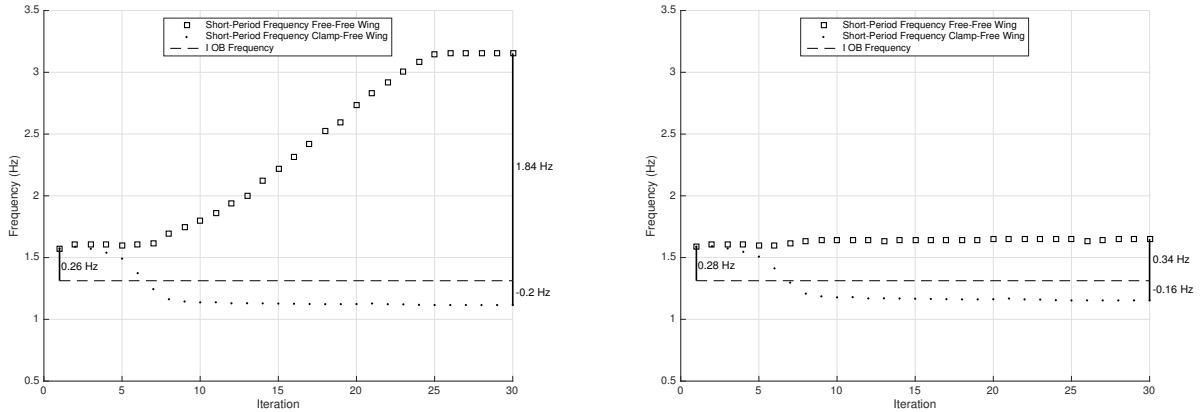 Short-Period Frequency Free-Free Wing
Short-Period Frequency Clamp-Free Wing
I OB Frequency
3.5
3
2.5
2
1.5
1
0.5
Frequency (Hz)
0.26 Hz
1.84 Hz
-0.2 Hz
0
5
10
15
20
25
30
Iteration
Short-Period Frequency Free-Free Wing
Short-Period Frequency Clamp-Free Wing
I OB Frequency
3.5
3
2.5
2
1.5
1
0.5
Frequency (Hz)
0.28 Hz
0.34 Hz
-0.16 Hz
0
5
10
15
20
25
30
Iteration